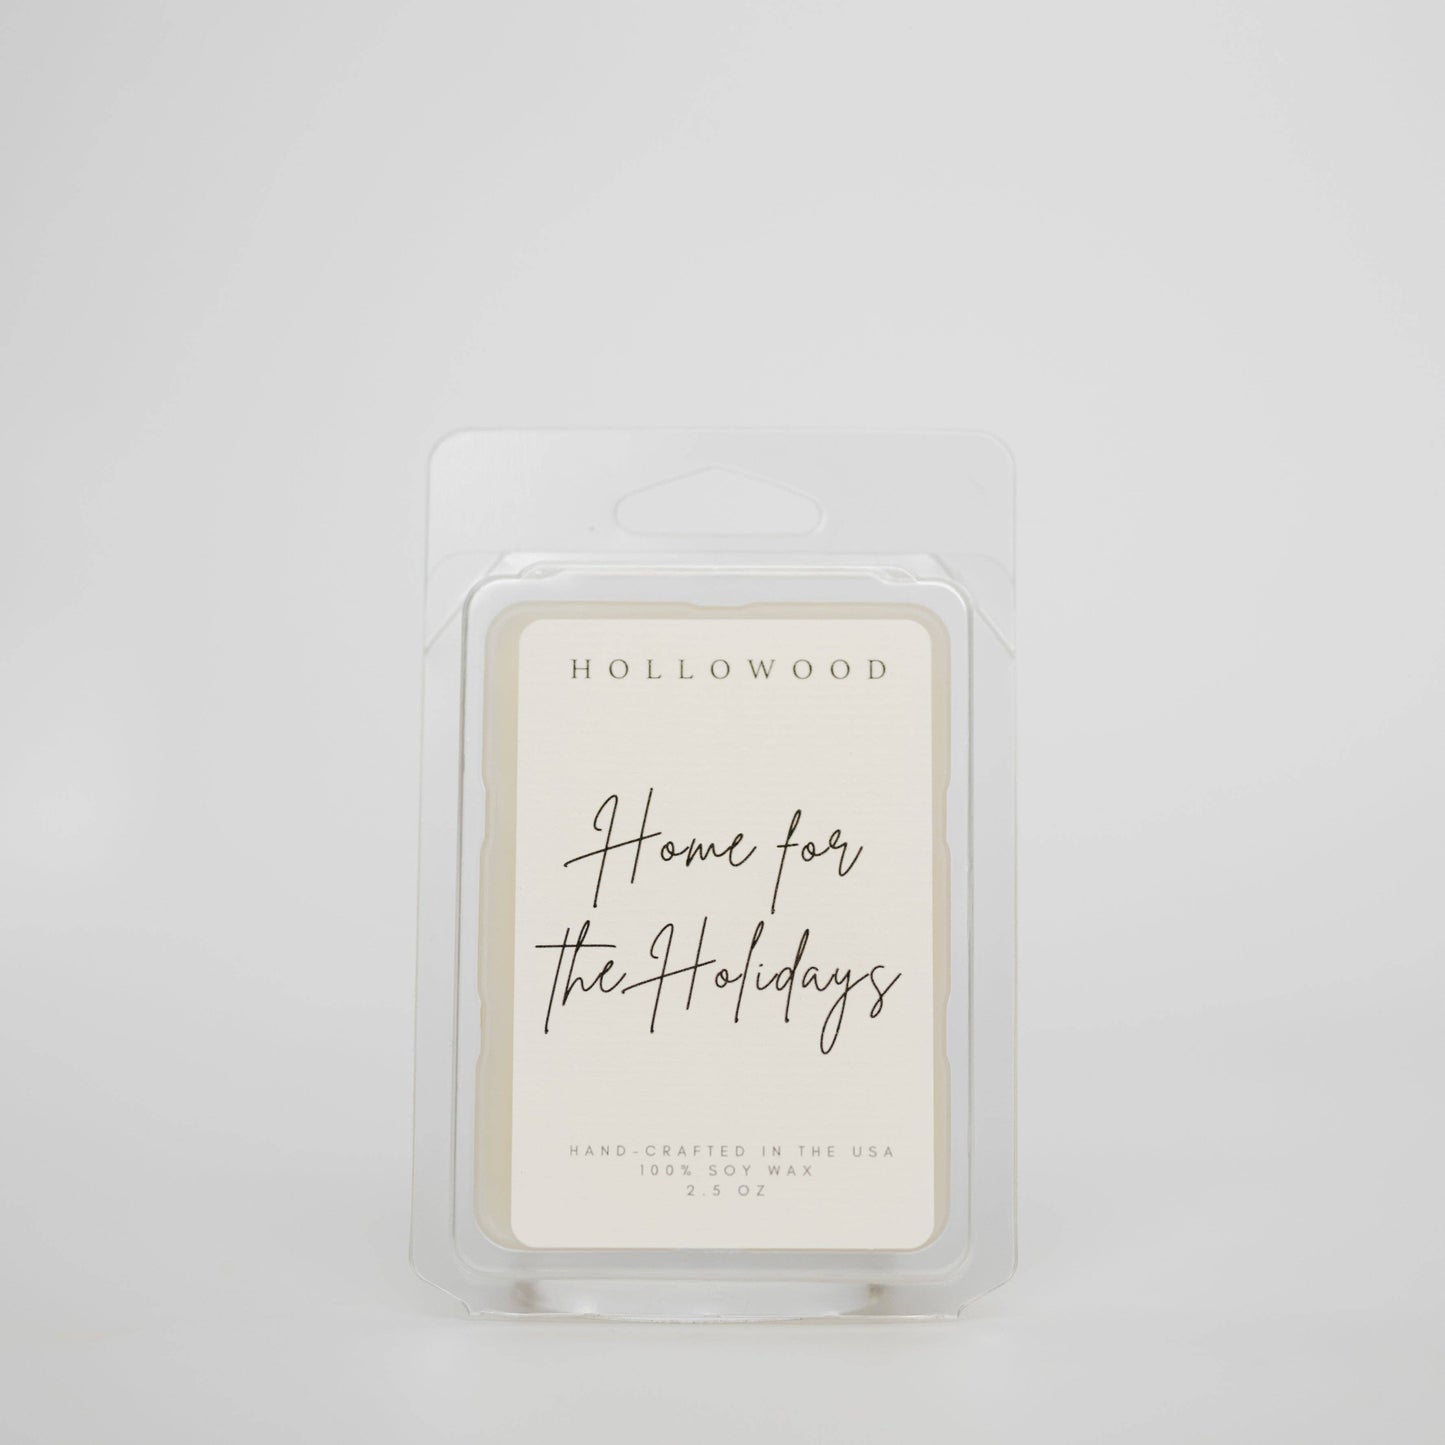 HOLLOWOOD
Home for
the Holidays
HAND-CRAFTED IN THE USA
100% SOY WAX
2.5 OZ